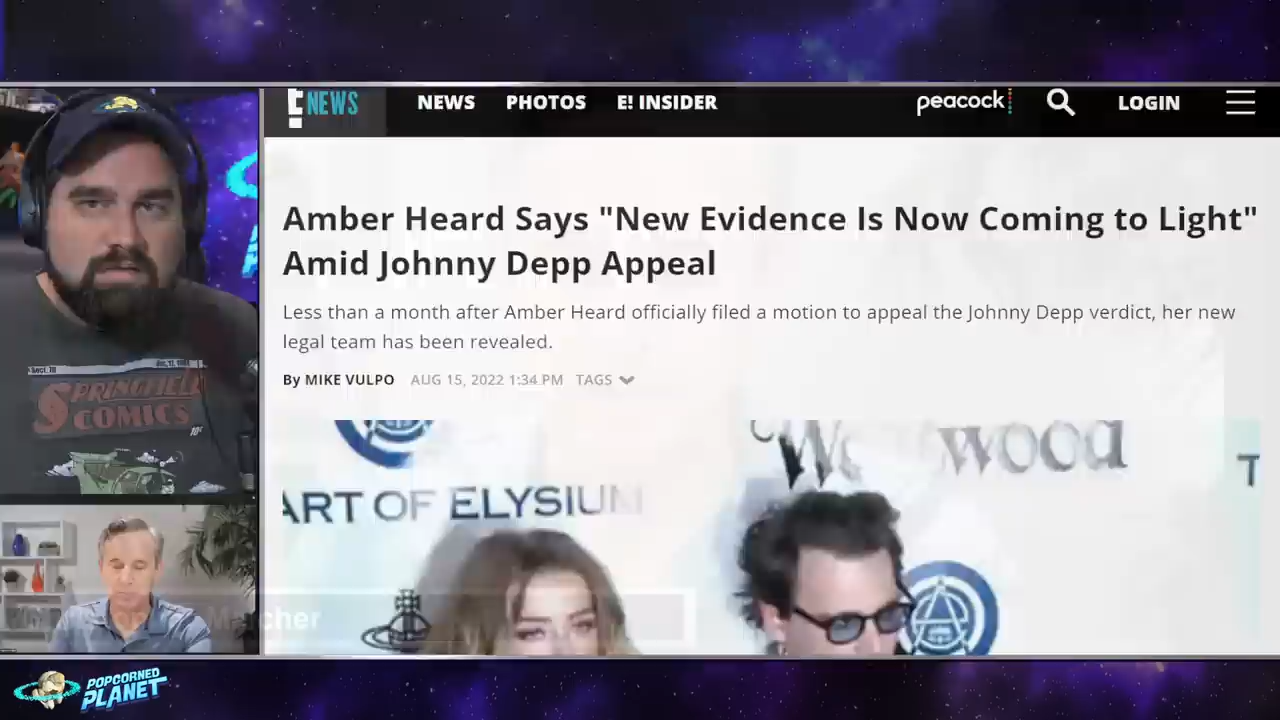 NEWS
NEWS
PHOTOS
E! INSIDER
peacock
LOGIN
Amber Heard Says "New Evidence Is Now Coming to Light"
Amid Johnny Depp Appeal
Less than a month after Amber Heard officially filed a motion to appeal the Johnny Depp verdict, her new
legal team has been revealed.
By MIKE VULPO AUG 15, 2022 1:34 PM TAGS
SPRINGFIELD
COMICS
ART OF ELYSIUM
wood
T
cher
POPCORNED
PLANET